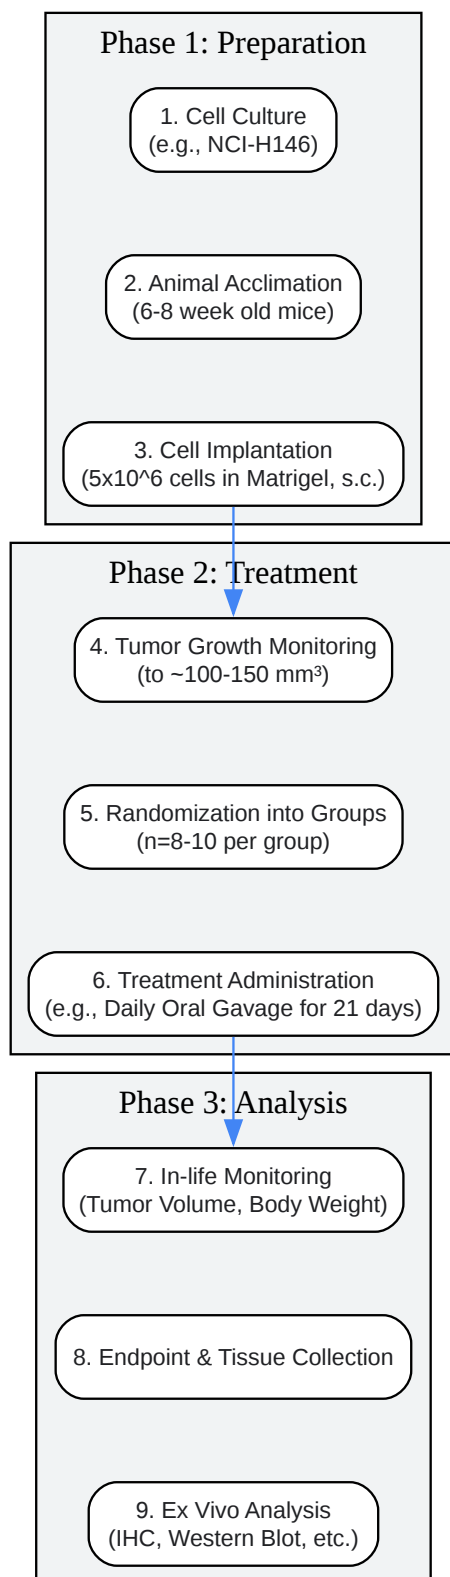 Phase 1: Preparation
1. Cell Culture
(e.g., NCI-H146)
2. Animal Acclimation
(6-8 week old mice)
3. Cell Implantation
(5x10^6 cells in Matrigel, s.c.)
Phase 2: Treatment
4. Tumor Growth Monitoring
(to ~100-150 mm³)
5. Randomization into Groups
(n=8-10 per group)
6. Treatment Administration
(e.g., Daily Oral Gavage for 21 days)
Phase 3: Analysis
7. In-life Monitoring
(Tumor Volume, Body Weight)
8. Endpoint & Tissue Collection
9. Ex Vivo Analysis
(IHC, Western Blot, etc.)